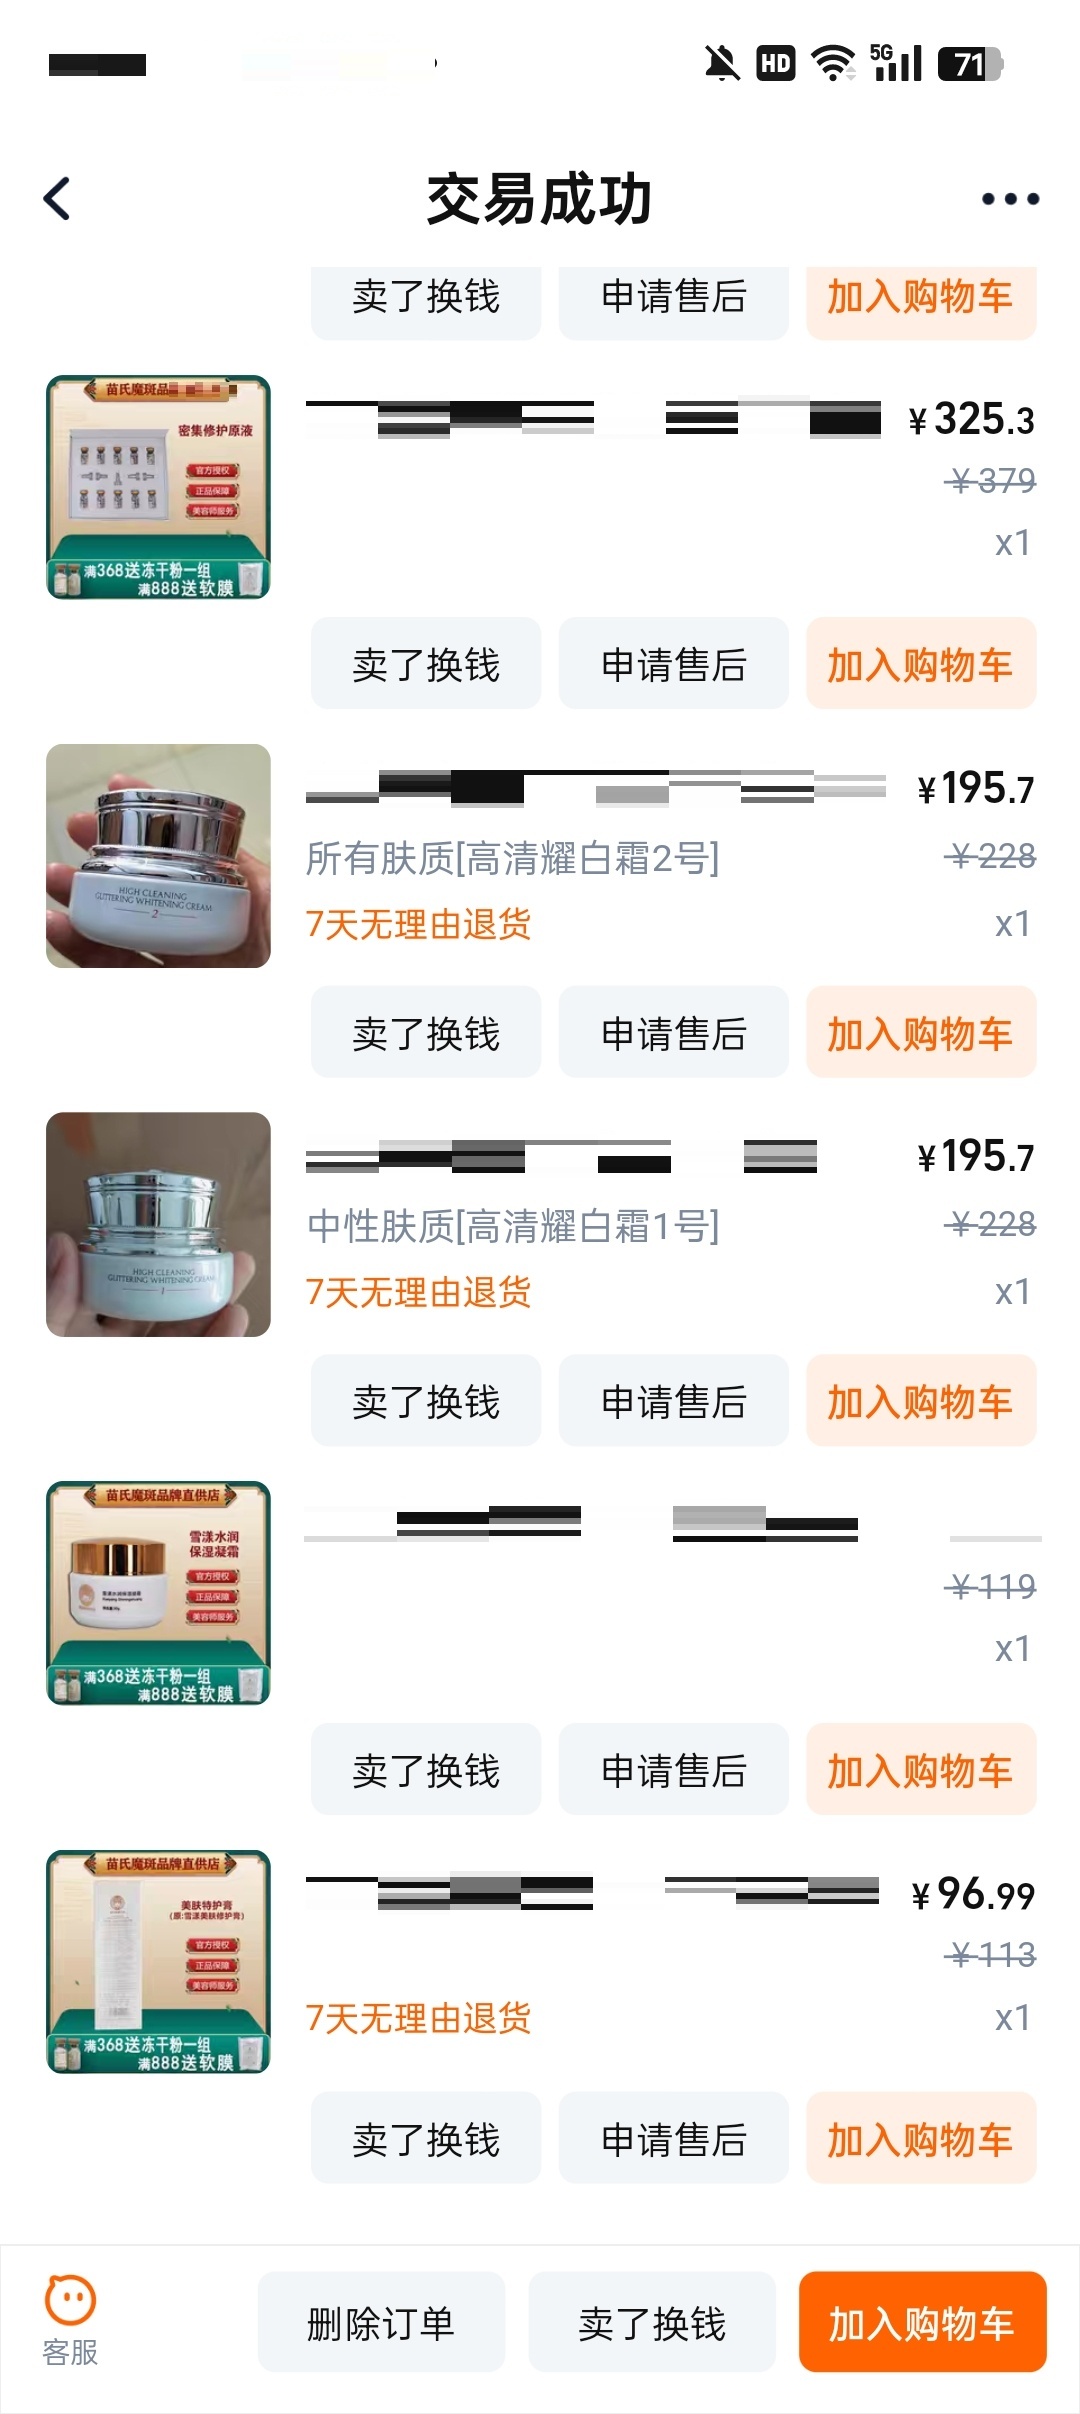 HD
5G
71
交易成功
卖了换钱 申请售后 加入购物车
苗氏魔斑品
密集修护原液
官方授权
正品保障
美容师服务
满368送冻干粉一组
满888送软膜
¥325.3
¥379
x1
卖了换钱 申请售后 加入购物车
HIGH CLEANING
GLITTERING WHITENING CREAM
2
¥195.7
所有肤质[高清耀白霜2号] ¥228
7天无理由退货 x1
卖了换钱 申请售后 加入购物车
HIGH CLEANING
GLITTERING WHITENING CREAM
1
¥195.7
中性肤质[高清耀白霜1号] ¥228
7天无理由退货 x1
卖了换钱 申请售后 加入购物车
苗氏魔斑品牌直供店
雪漾水润
保湿凝霜
官方授权
正品保障
美容师服务
满368送冻干粉一组
满888送软膜
¥119
x1
卖了换钱 申请售后 加入购物车
苗氏魔斑品牌直供店
美肤特护膏
(原:雪漾美肤修护膏)
官方授权
正品保障
美容师服务
满368送冻干粉一组
满888送软膜
¥96.99
¥113
7天无理由退货 x1
卖了换钱 申请售后 加入购物车
客服 删除订单 卖了换钱 加入购物车